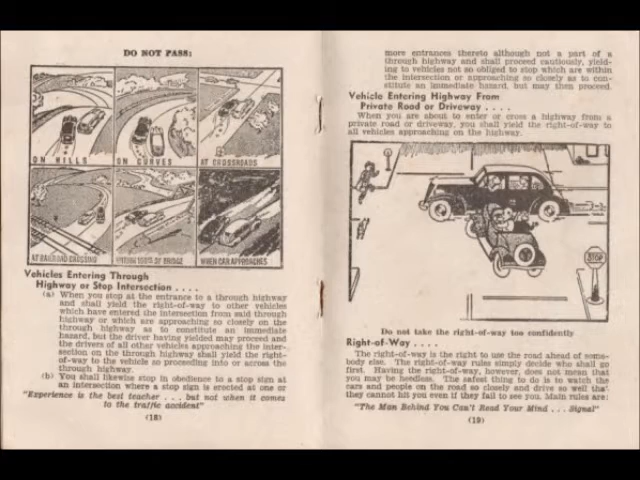 DO NOT PASS:
ON HILLS
ON CURVES
AT CROSSROADS
AT RAILROAD CROSSING
WITHIN 100 FT. OF BRIDGE
WHEN CAR APPROACHES
Vehicles Entering Through
Highway or Stop Intersection ....
(a) When you stop at the entrance to a through highway
and shall yield the right-of-way to other vehicles
which have entered the intersection from said through
highway or which are approaching so closely on the
through highway as to constitute an immediate
hazard, but the driver having yielded may proceed and
the drivers of all other vehicles approaching the inter-
section on the through highway shall yield the right-
of-way to the vehicle so proceeding into or across
the through highway.
(b) You shall likewise stop in obedience to a stop sign at
an intersection where a stop sign is erected at one or
"Experience is the best teacher ... but not when it comes
to the traffic accident"
(18)
more entrances thereto although not a part of a
through highway and shall proceed cautiously, yield-
ing to vehicles not so obliged to stop which are within
the intersection or approaching so closely as to con-
stitute an immediate hazard, but may then proceed.
Vehicle Entering Highway From
Private Road or Driveway ....
When you are about to enter or cross a highway from a
private road or driveway, you shall yield the right-of-way to
all vehicles approaching on the highway.
STOP
Do not take the right-of-way too confidently
Right-of-Way ....
The right-of-way is the right to use the road ahead of some-
body else. The right-of-way rules simply decide who shall go
first. Having the right-of-way, however, does not mean that
you may be heedless. The safest thing to do is to watch the
cars and people on the road so closely and drive so well that
they cannot hit you even if they fail to see you. Main rules are:
"The Man Behind You Can't Read Your Mind ... Signal"
(19)